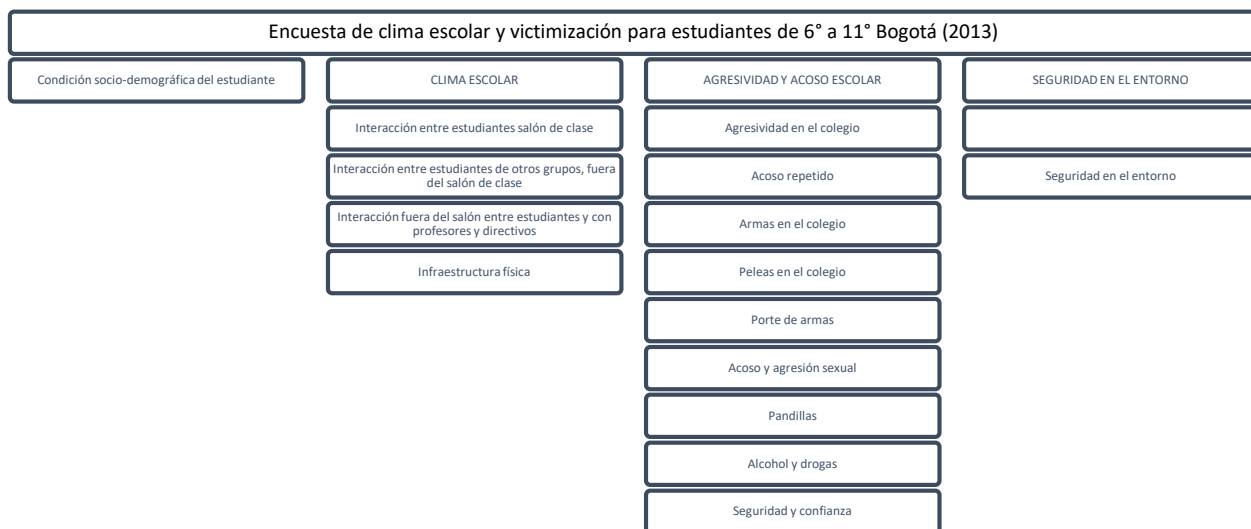 Encuesta de clima escolar y victimización para estudiantes de 6° a 11° Bogotá (2013)
Condición socio-demográfica del estudiante
CLIMA ESCOLAR
Interacción entre estudiantes salón de clase
Interacción entre estudiantes de otros grupos, fuera
del salón de clase
Interacción fuera del salón entre estudiantes y con
profesores y directivos
Infraestructura física
AGRESIVIDAD Y ACOSO ESCOLAR
Agresividad en el colegio
Acoso repetido
Armas en el colegio
Peleas en el colegio
Porte de armas
Acoso y agresión sexual
Pandillas
Alcohol y drogas
Seguridad y confianza
SEGURIDAD EN EL ENTORNO
Seguridad en el entorno